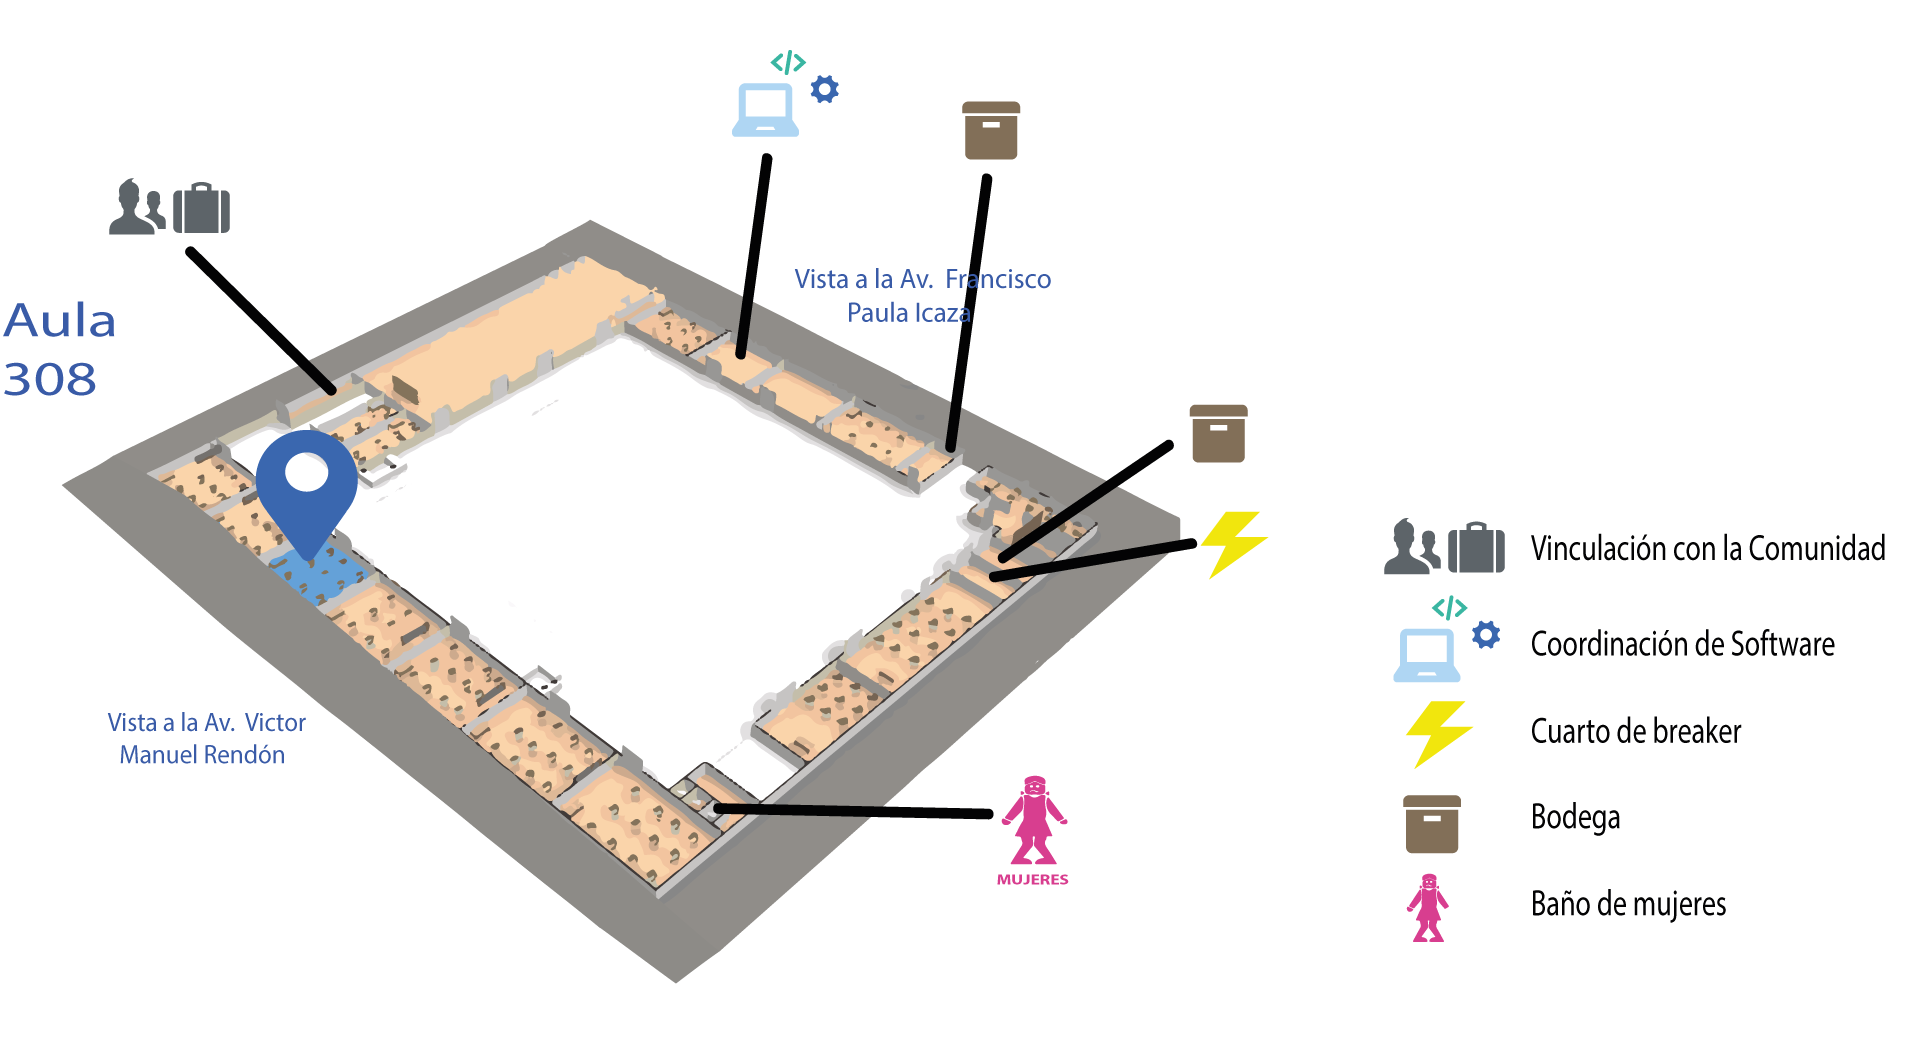 Aula
308
Vista a la Av. Francisco
Paula Icaza
Vista a la Av. Victor
Manuel Rendón
MUJERES
Vinculación con la Comunidad
Coordinación de Software
Cuarto de breaker
Bodega
Baño de mujeres